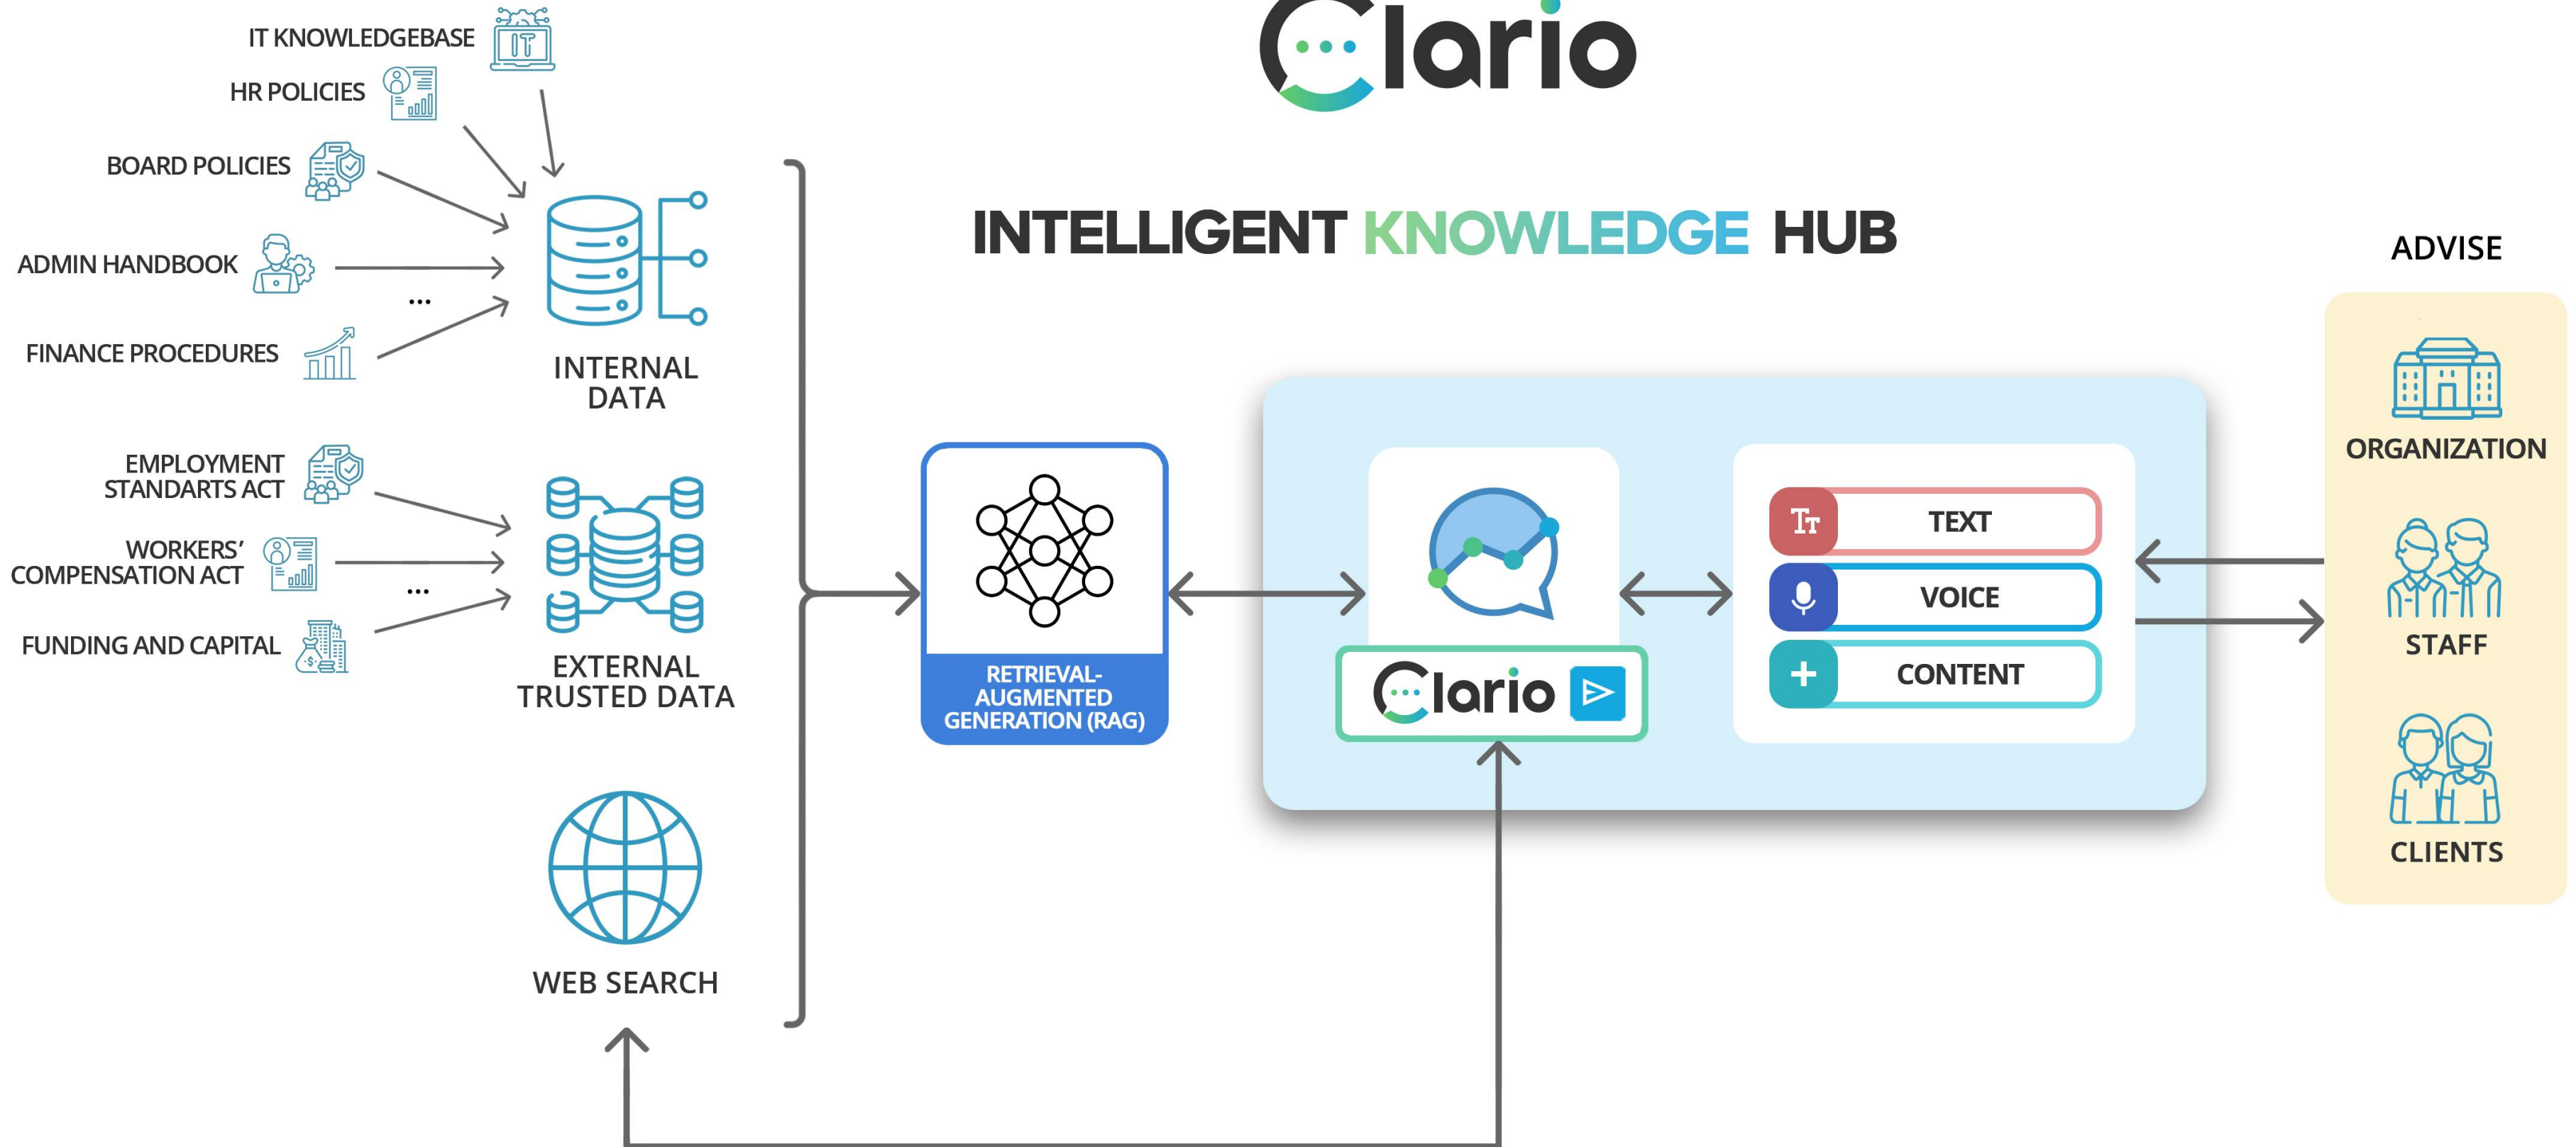 Clario
INTELLIGENT KNOWLEDGE HUB
IT KNOWLEDGEBASE
IT
HR POLICIES
BOARD POLICIES
ADMIN HANDBOOK
...
FINANCE PROCEDURES
INTERNAL
DATA
EMPLOYMENT
STANDARTS ACT
WORKERS'
COMPENSATION ACT
...
FUNDING AND CAPITAL
$
EXTERNAL
TRUSTED DATA
WEB SEARCH
RETRIEVAL-
AUGMENTED
GENERATION (RAG)
Clario
TT
TEXT
VOICE
+
CONTENT
ADVISE
ORGANIZATION
STAFF
CLIENTS